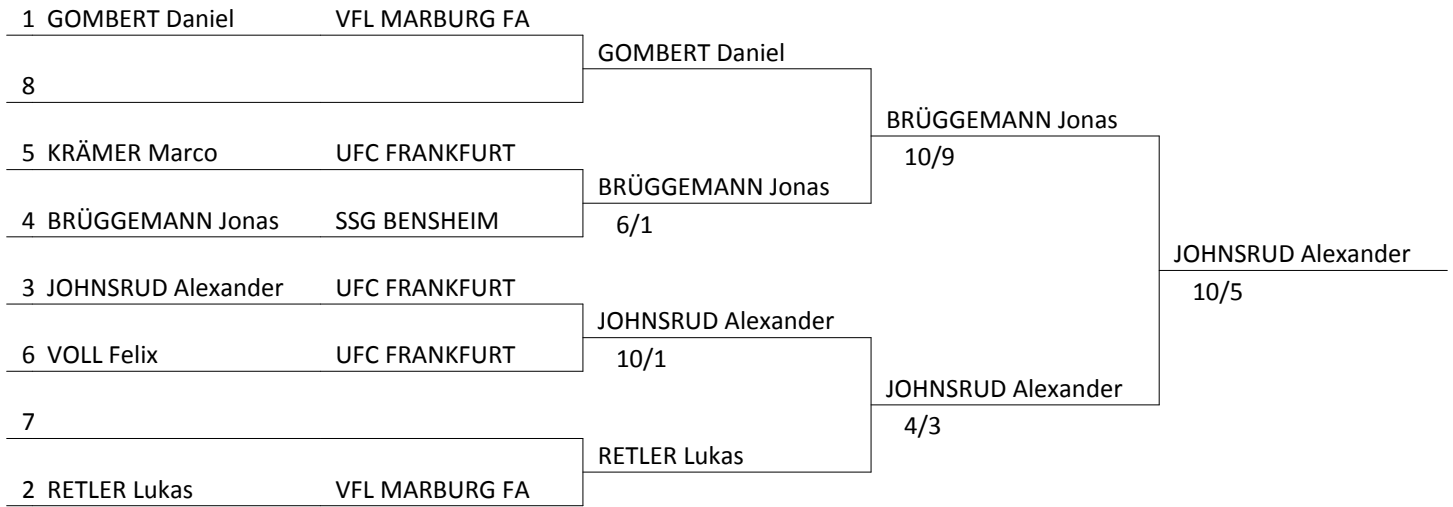 1 GOMBERT Daniel VFL MARBURG FA
GOMBERT Daniel
8
BRÜGGEMANN Jonas
5 KRÄMER Marco UFC FRANKFURT
10/9
BRÜGGEMANN Jonas
4 BRÜGGEMANN Jonas SSG BENSHEIM
6/1
JOHNSRUD Alexander
3 JOHNSRUD Alexander UFC FRANKFURT
10/5
JOHNSRUD Alexander
6 VOLL Felix UFC FRANKFURT
10/1
JOHNSRUD Alexander
7
4/3
RETLER Lukas
2 RETLER Lukas VFL MARBURG FA